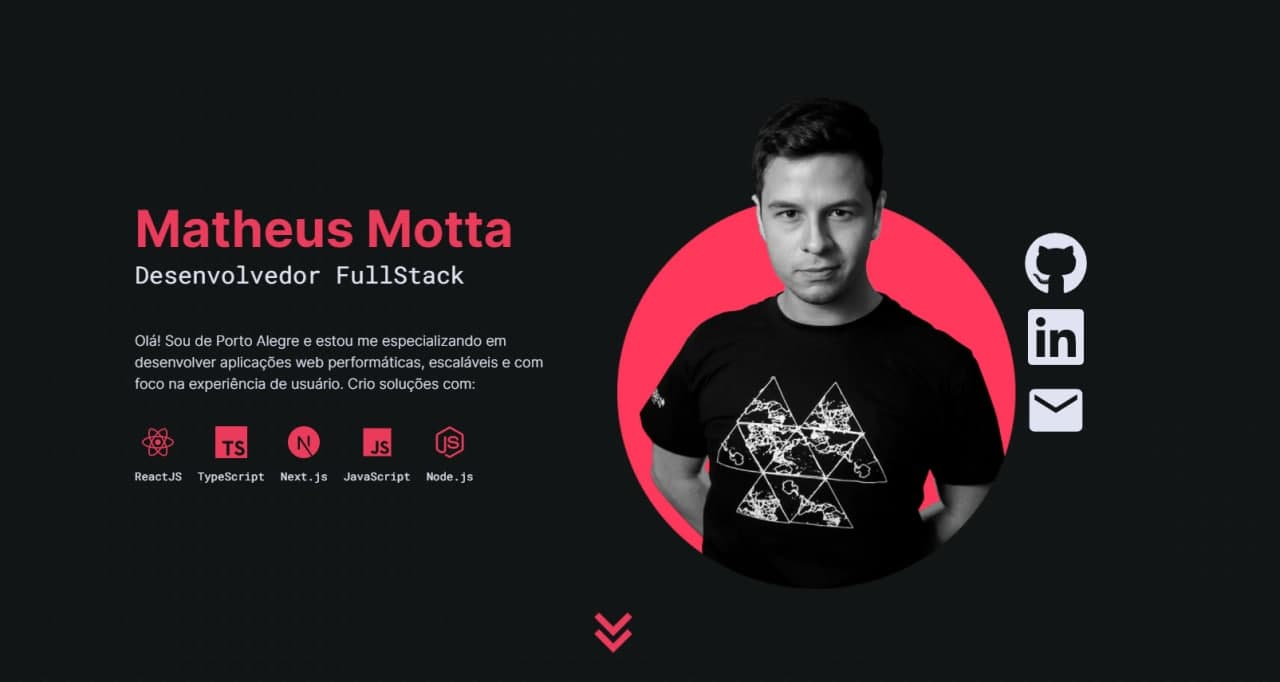 Matheus Motta
Desenvolvedor FullStack
Olá! Sou de Porto Alegre e estou me especializando em
desenvolver aplicações web performáticas, escaláveis e com
foco na experiência de usuário. Crio soluções com:
TS
N
JS
JS
ReactJS TypeScript Next.js JavaScript Node.js
in